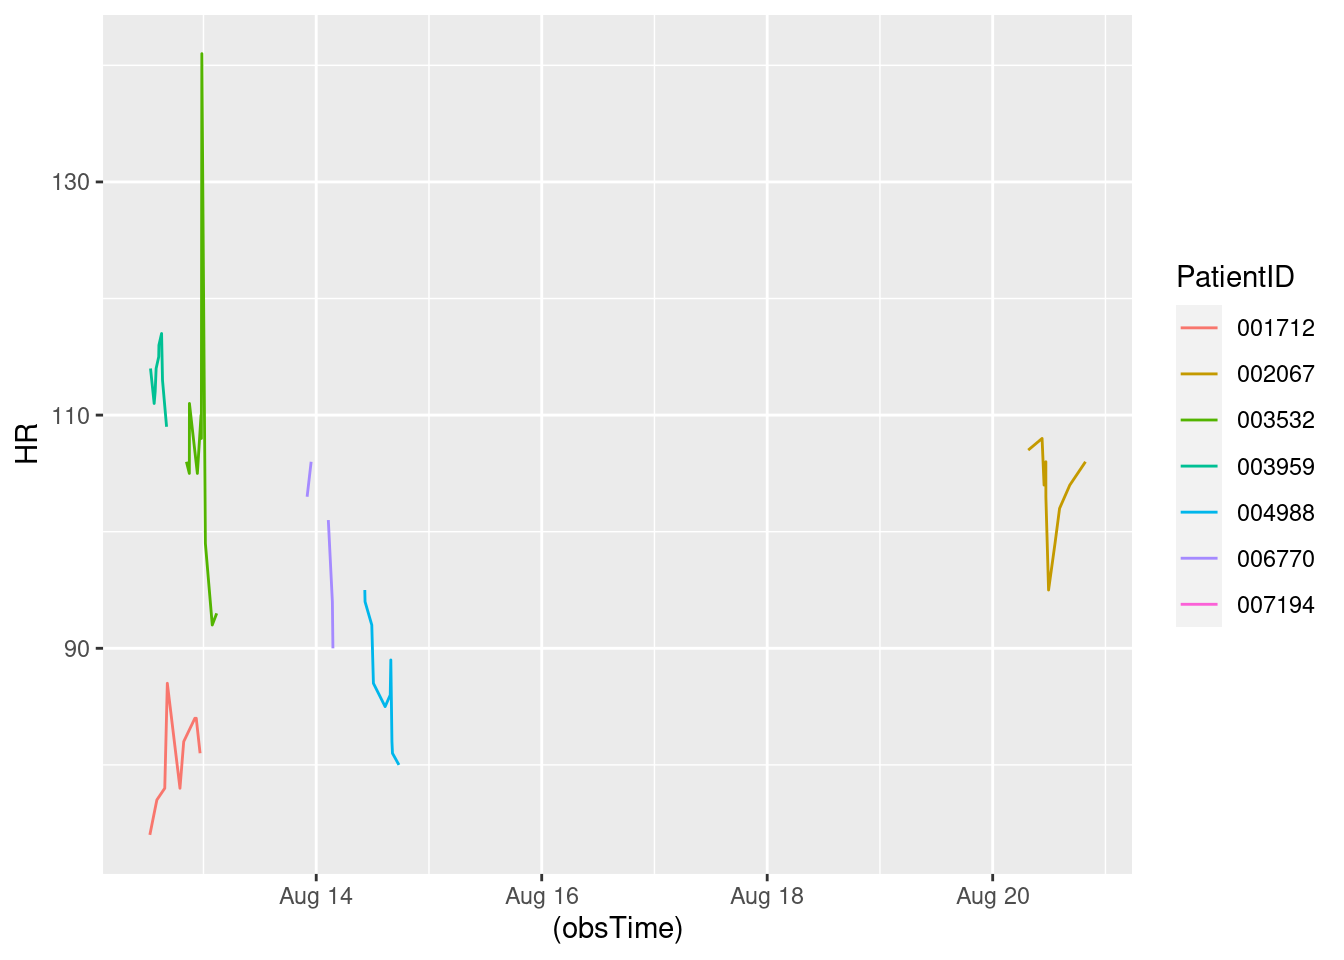 HR
130
110
90
Aug 14
Aug 16
Aug 18
Aug 20
(obsTime)
PatientID
001712
002067
003532
003959
004988
006770
007194